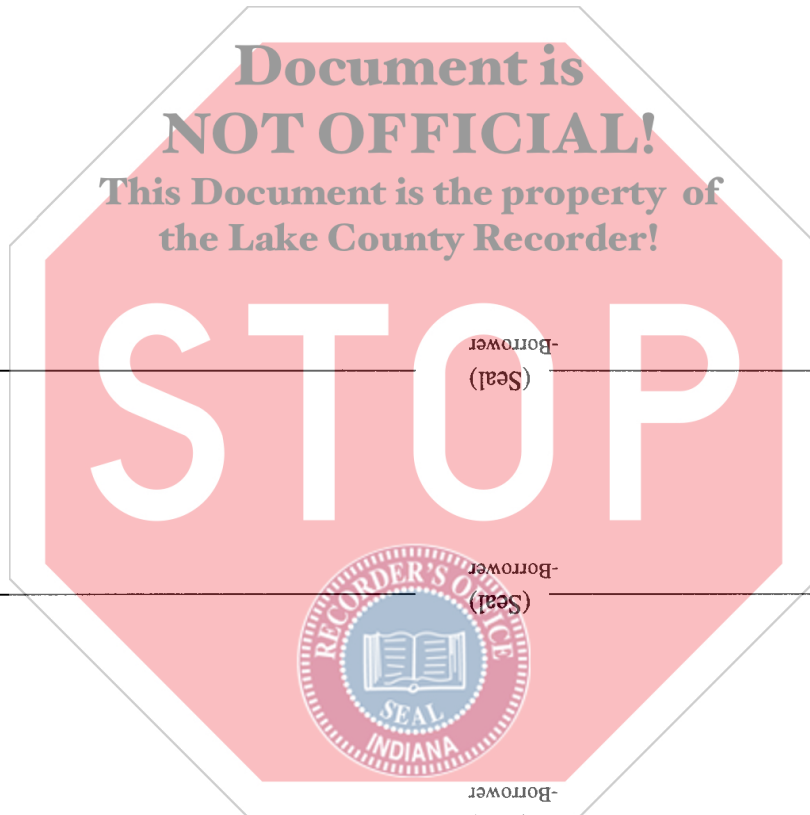 Document is
NOT OFFICIAL!
This Document is the property of
the Lake County Recorder!
STOP
-Borrower
(Seal)
-Borrower
(Seal)
RECORDER'S OFFICE
SEAL
INDIANA
-Borrower